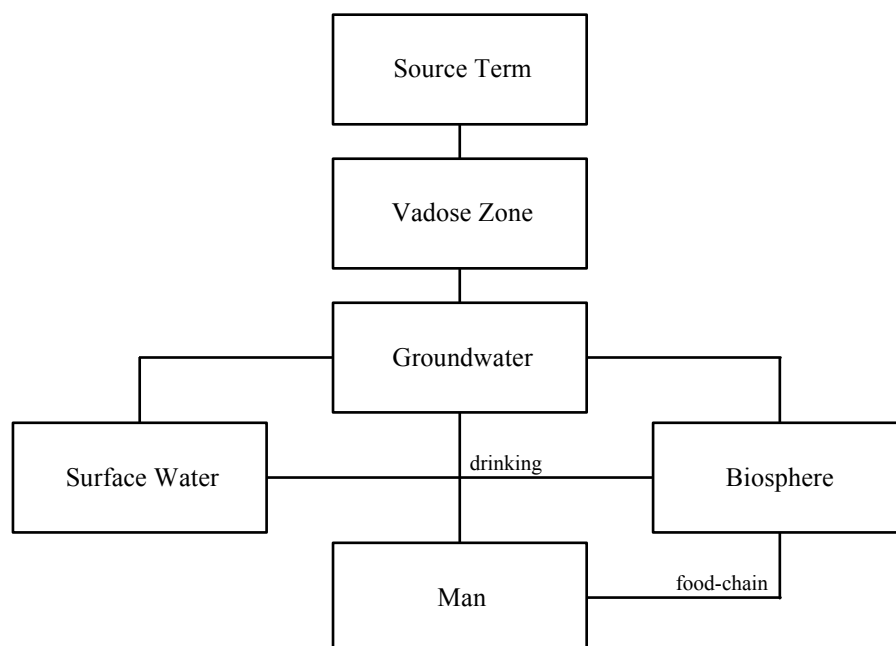 Source Term
Vadose Zone
Groundwater
drinking
Surface Water
Biosphere
food-chain
Man